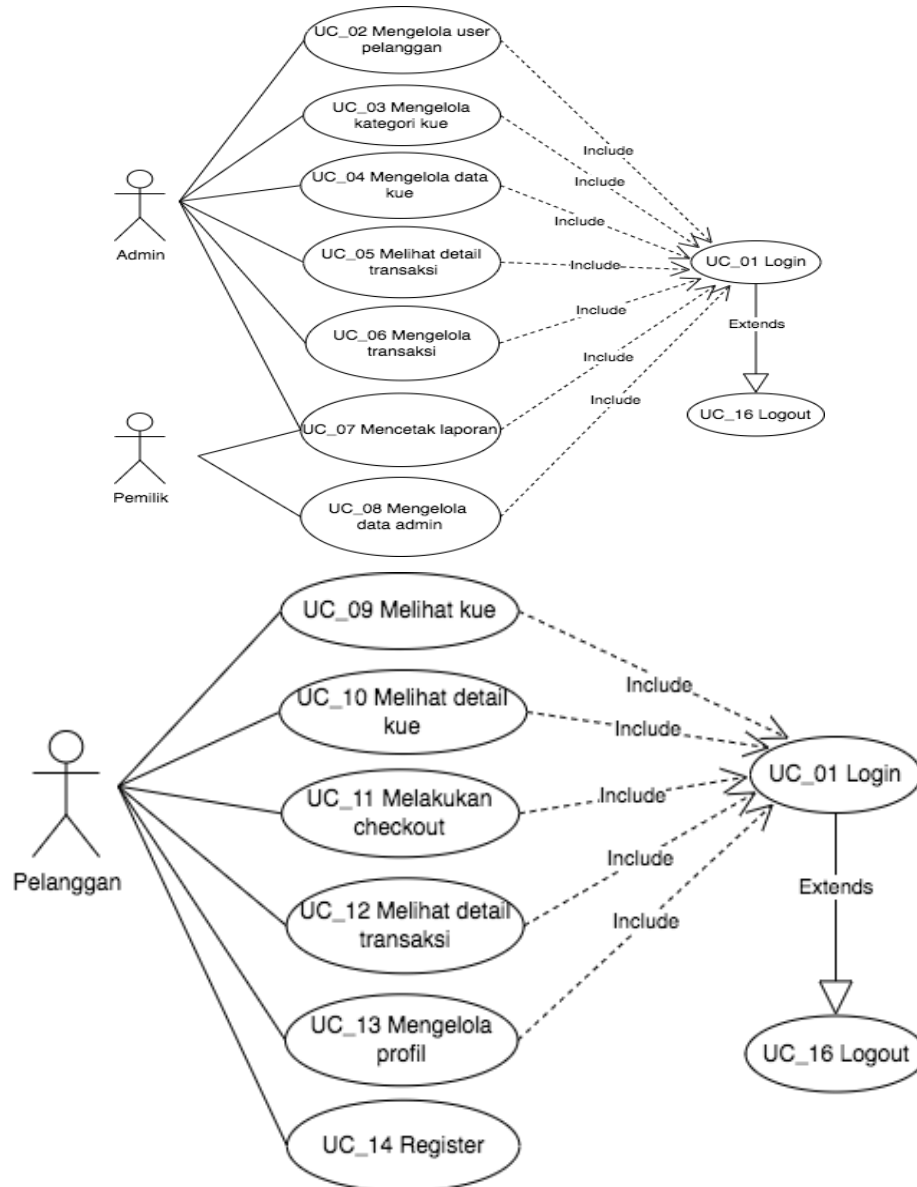 UC_02 Mengelola user
pelanggan
UC_03 Mengelola
kategori kue
Include
Include
UC_04 Mengelola data
kue
Include
Admin
UC_05 Melihat detail
transaksi
Include
UC_01 Login
UC_06 Mengelola
transaksi
Include
Extends
Include
UC_07 Mencetak laporan
Include
UC_16 Logout
Pemilik
UC_08 Mengelola
data admin
UC_09 Melihat kue
Include
UC_10 Melihat detail
kue
Include
UC_01 Login
UC_11 Melakukan
checkout
Include
Pelanggan
Include
Extends
UC_12 Melihat detail
transaksi
Include
UC_13 Mengelola
profil
UC_16 Logout
UC_14 Register